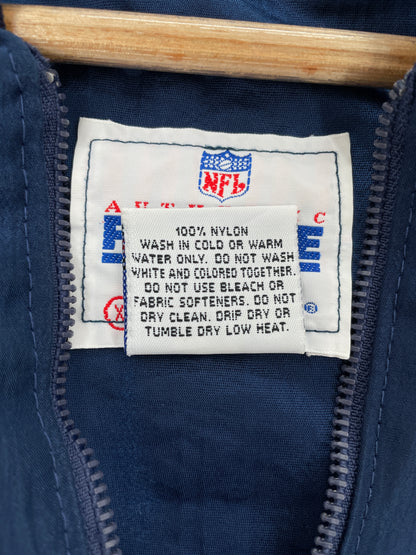 NFL
100% NYLON
WASH IN COLD OR WARM
WATER ONLY. DO NOT WASH
WHITE AND COLORED TOGETHER.
DO NOT USE BLEACH OR
FABRIC SOFTENERS. DO NOT
DRY CLEAN. DRIP DRY OR
TUMBLE DRY LOW HEAT.